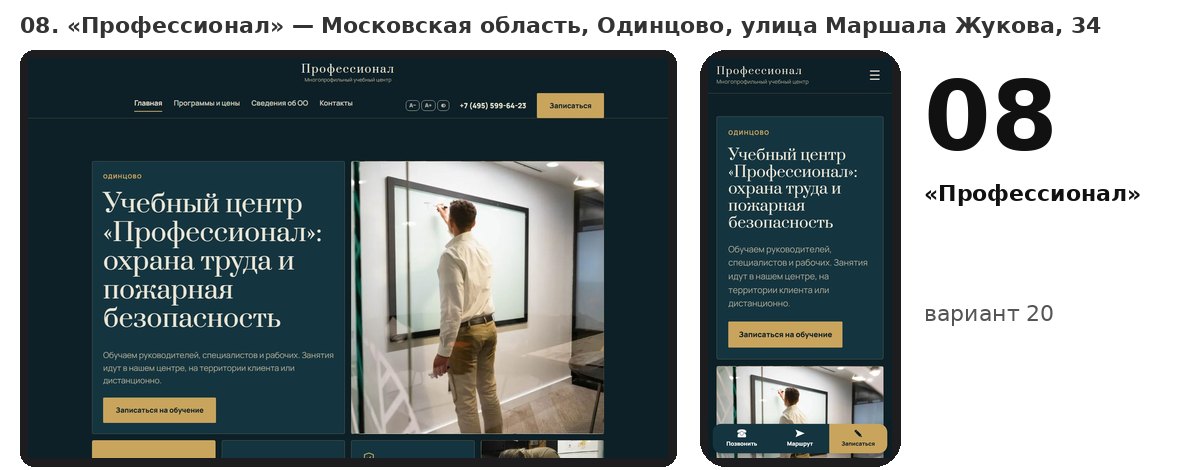 08. «Профессионал» — Московская область, Одинцово, улица Маршала Жукова, 34
Профессионал
Многопрофильный учебный центр
Главная Программы и цены Сведения об ОО Контакты A− A+ +7 (495) 599-64-23 Записаться
ОДИНЦОВО
Учебный центр
«Профессионал»:
охрана труда и
пожарная
безопасность
Обучаем руководителей, специалистов и рабочих. Занятия
идут в нашем центре, на территории клиента или
дистанционно.
Записаться на обучение
Профессионал
Многопрофильный учебный центр
ОДИНЦОВО
Учебный центр
«Профессионал»:
охрана труда и
пожарная
безопасность
Обучаем руководителей,
специалистов и рабочих. Занятия
идут в нашем центре, на
территории клиента или
дистанционно.
Записаться на обучение
Позвонить Маршрут Записаться
08
«Профессионал»
вариант 20